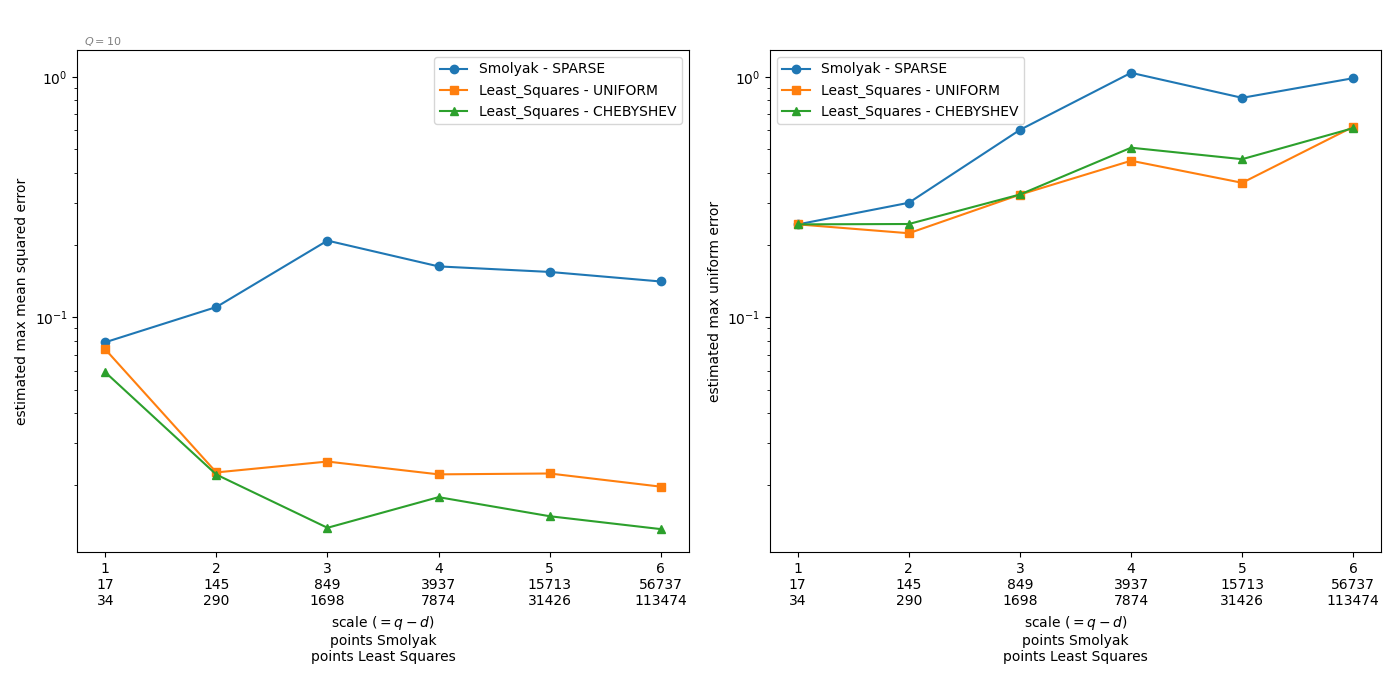 Q = 10
estimated max mean squared error
10⁰
10⁻¹
Smolyak - SPARSE
Least_Squares - UNIFORM
Least_Squares - CHEBYSHEV
1 2 3 4 5 6
17 145 849 3937 15713 56737
34 290 1698 7874 31426 113474
scale (= q − d)
points Smolyak
points Least Squares
estimated max uniform error
10⁰
10⁻¹
Smolyak - SPARSE
Least_Squares - UNIFORM
Least_Squares - CHEBYSHEV
1 2 3 4 5 6
17 145 849 3937 15713 56737
34 290 1698 7874 31426 113474
scale (= q − d)
points Smolyak
points Least Squares